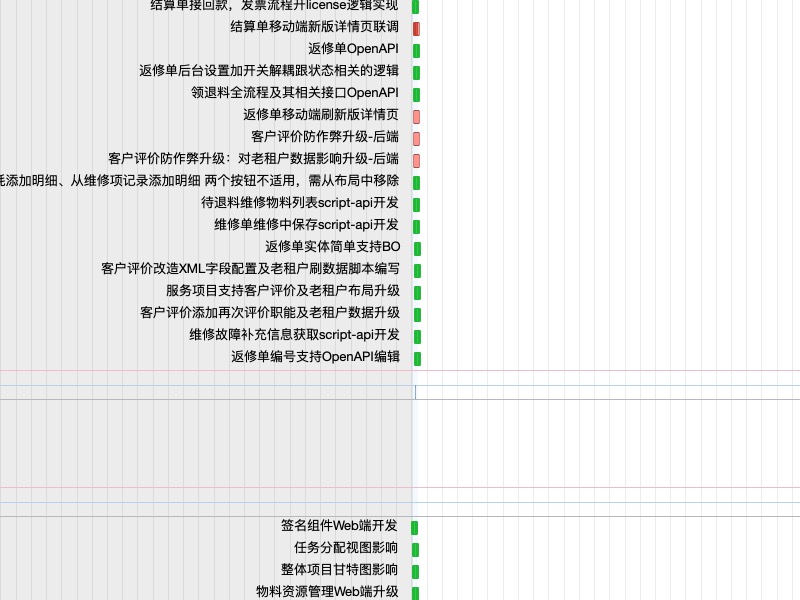 结算单接回款，发票流程升license逻辑实现
结算单移动端新版详情页联调
返修单OpenAPI
返修单后台设置加开关解耦跟状态相关的逻辑
领退料全流程及其相关接口OpenAPI
返修单移动端刷新版详情页
客户评价防作弊升级-后端
客户评价防作弊升级：对老租户数据影响升级-后端
添加明细、从维修项记录添加明细 两个按钮不适用，需从布局中移除
待退料维修物料列表script-api开发
维修单维修中保存script-api开发
返修单实体简单支持BO
客户评价改造XML字段配置及老租户刷数据脚本编写
服务项目支持客户评价及老租户布局升级
客户评价添加再次评价职能及老租户数据升级
维修故障补充信息获取script-api开发
返修单编号支持OpenAPI编辑
签名组件Web端开发
任务分配视图影响
整体项目甘特图影响
物料资源管理Web端升级